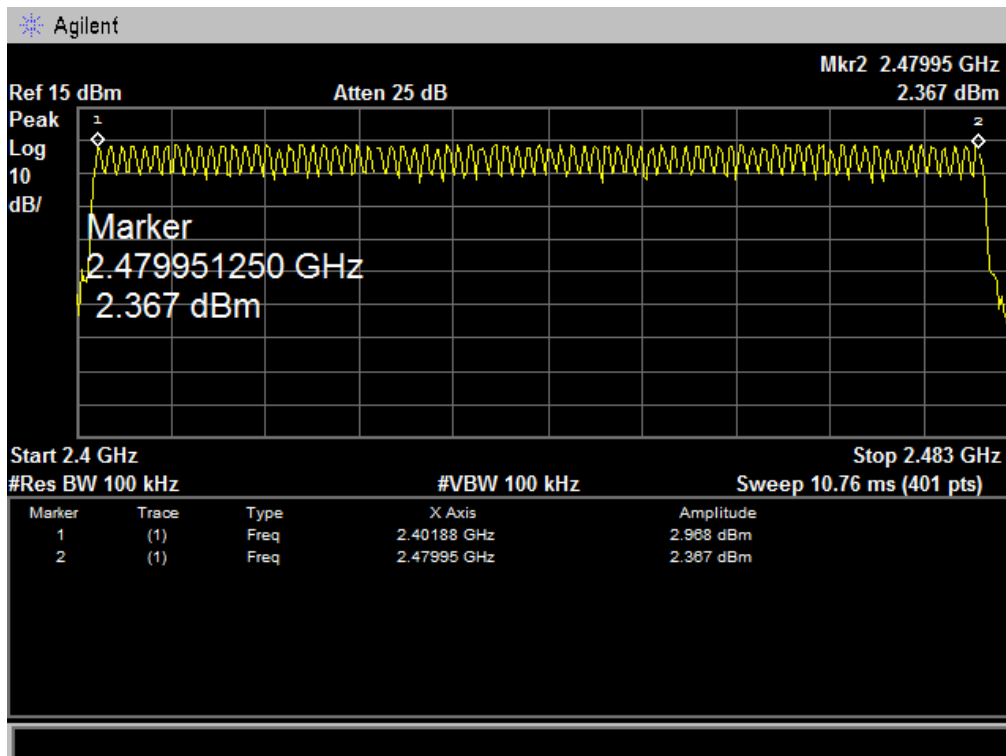 Agilent
Mkr2 2.47995 GHz
Ref 15 dBm Atten 25 dB 2.367 dBm
Peak
Log
10
dB/
1 2
Marker
2.479951250 GHz
2.367 dBm
Start 2.4 GHz Stop 2.483 GHz
#Res BW 100 kHz #VBW 100 kHz Sweep 10.76 ms (401 pts)
Marker Trace Type X Axis Amplitude
1 (1) Freq 2.40188 GHz 2.968 dBm
2 (1) Freq 2.47995 GHz 2.367 dBm